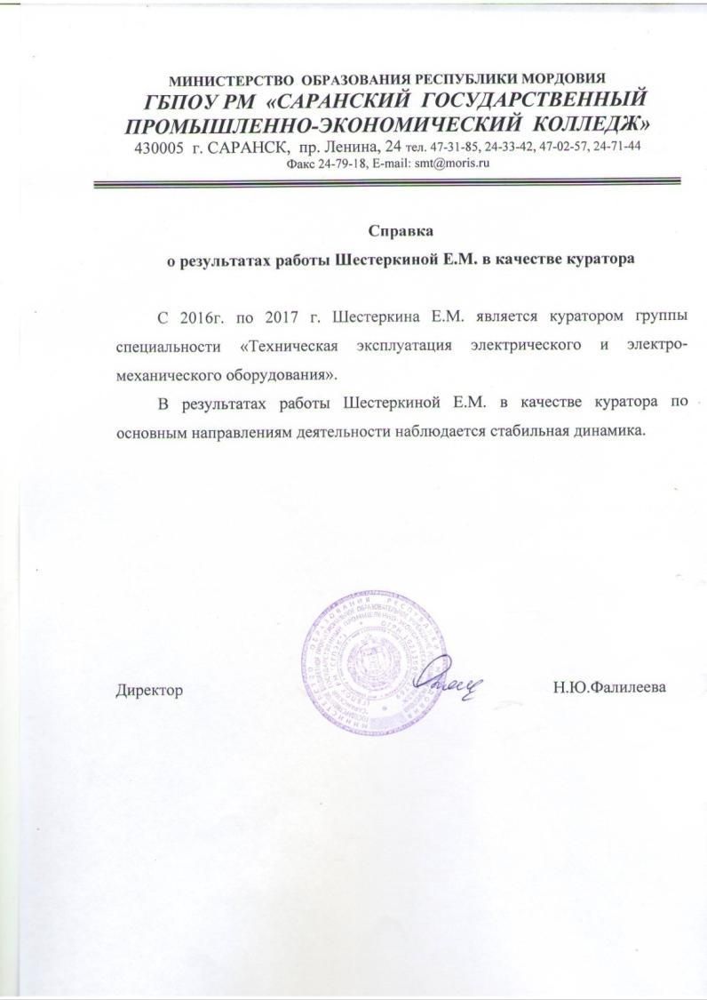 МИНИСТЕРСТВО ОБРАЗОВАНИЯ РЕСПУБЛИКИ МОРДОВИЯ
ГБПОУ РМ «САРАНСКИЙ ГОСУДАРСТВЕННЫЙ
ПРОМЫШЛЕННО-ЭКОНОМИЧЕСКИЙ КОЛЛЕДЖ»
430005 г. САРАНСК, пр. Ленина, 24 тел. 47-31-85, 24-33-42, 47-02-57, 24-71-44
Факс 24-79-18, E-mail: smt@moris.ru
Справка
о результатах работы Шестеркиной Е.М. в качестве куратора
С 2016г. по 2017 г. Шестеркина Е.М. является куратором группы
специальности «Техническая эксплуатация электрического и электро-
механического оборудования».
В результатах работы Шестеркиной Е.М. в качестве куратора по
основным направлениям деятельности наблюдается стабильная динамика.
Директор Н.Ю.Фалилеева